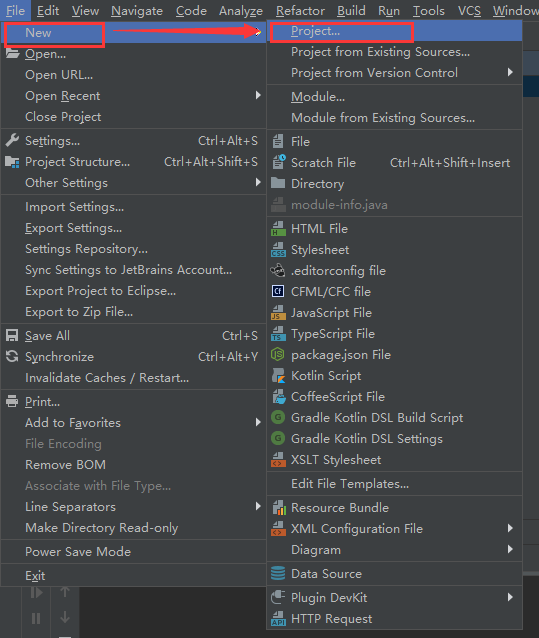 File Edit View Navigate Code Analyze Refactor Build Run Tools VCS Window
New
Open...
Open URL...
Open Recent
Close Project
Settings... Ctrl+Alt+S
Project Structure... Ctrl+Alt+Shift+S
Other Settings
Import Settings...
Export Settings...
Settings Repository...
Sync Settings to JetBrains Account...
Export Project to Eclipse...
Export to Zip File...
Save All Ctrl+S
Synchronize Ctrl+Alt+Y
Invalidate Caches / Restart...
Print...
Add to Favorites
File Encoding
Remove BOM
Associate with File Type...
Line Separators
Make Directory Read-only
Power Save Mode
Exit
Project...
Project from Existing Sources...
Project from Version Control
Module...
Module from Existing Sources...
File
Scratch File Ctrl+Alt+Shift+Insert
Directory
module-info.java
HTML File
Stylesheet
.editorconfig file
CFML/CFC file
JavaScript File
TypeScript File
package.json File
Kotlin Script
CoffeeScript File
Gradle Kotlin DSL Build Script
Gradle Kotlin DSL Settings
XSLT Stylesheet
Edit File Templates...
Resource Bundle
XML Configuration File
Diagram
Data Source
Plugin DevKit
HTTP Request